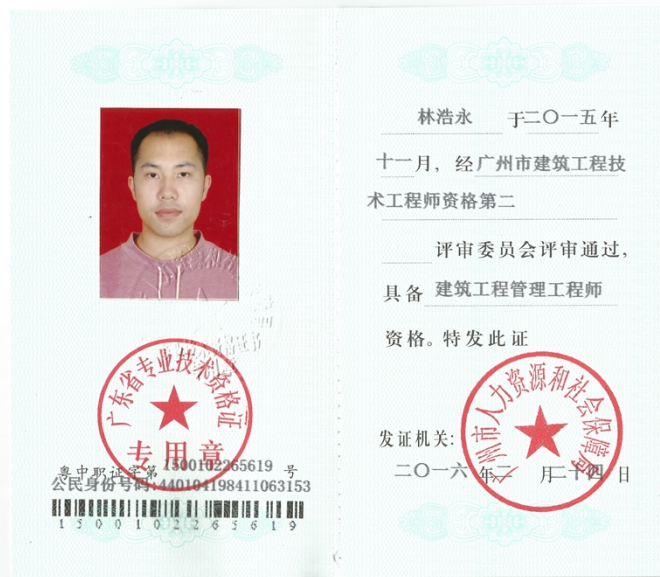 广东省专业技术资格证
专用章
粤中职证字第1500102265619号
公民身份号码:440104198411063153
1500102265619
林浩永 于二〇一五年
十一月，经广州市建筑工程技
术工程师资格第二
评审委员会评审通过，
具备 建筑工程管理工程师
资格。特发此证
广州市人力资源和社会保障局
发证机关:
二〇一六年二月二十四日